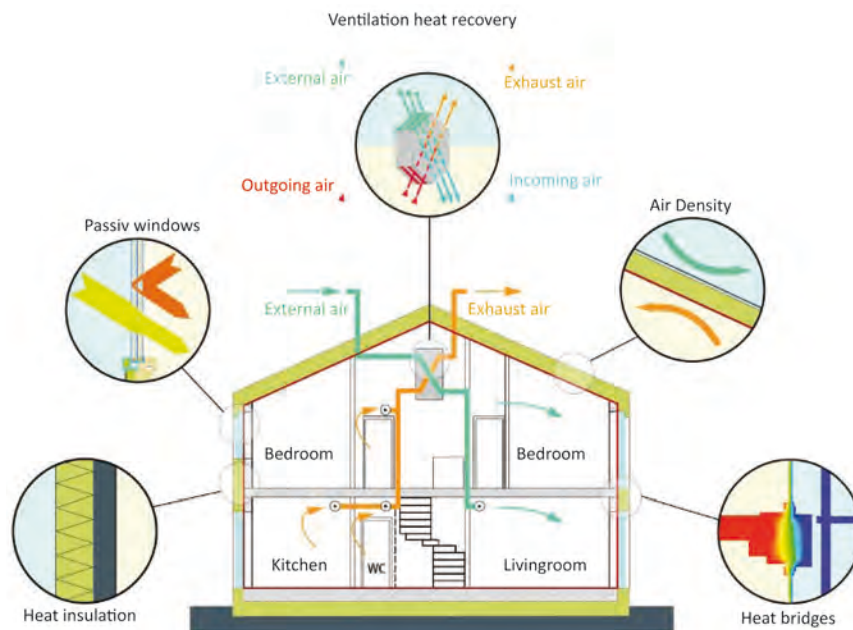 Ventilation heat recovery
External air
Exhaust air
Outgoing air
Incoming air
Passiv windows
Air Density
External air
Exhaust air
Bedroom
Bedroom
Kitchen
WC
Livingroom
Heat insulation
Heat bridges